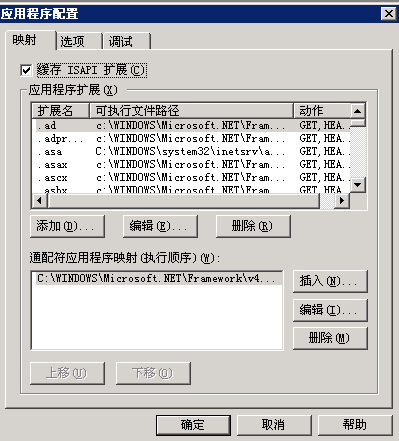 应用程序配置
映射 选项 调试
缓存 ISAPI 扩展(C)
应用程序扩展(X)
扩展名 可执行文件路径 动作
.ad c:\WINDOWS\Microsoft.NET\Fram... GET,HEA...
.adpr... c:\WINDOWS\Microsoft.NET\Fram... GET,HEA...
.asa C:\WINDOWS\system32\inetsrv\a... GET,HEA...
.asax c:\WINDOWS\Microsoft.NET\Fram... GET,HEA...
.ascx c:\WINDOWS\Microsoft.NET\Fram... GET,HEA...
.ashx c:\WINDOWS\Microsoft.NET\Fram... GET,HEA...
添加(D)... 编辑(E)... 删除(R)
通配符应用程序映射(执行顺序)(W):
C:\WINDOWS\Microsoft.NET\Framework\v4...
插入(N)...
编辑(I)...
删除(M)
上移(U) 下移(O)
确定 取消 帮助